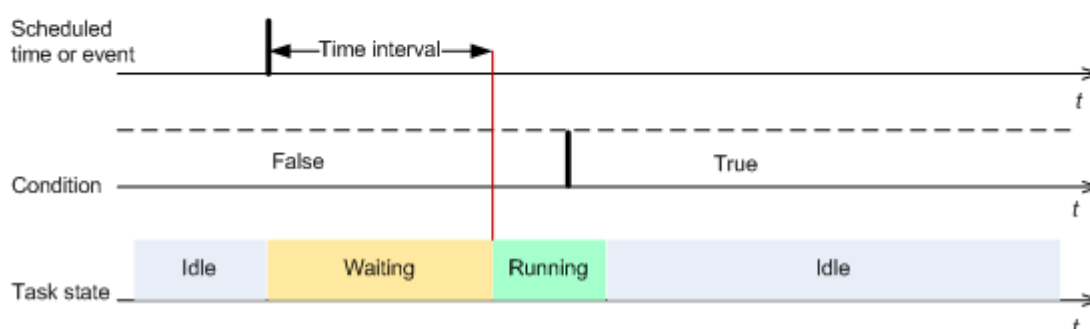 Scheduled
time or event
Time interval
t
False
True
Condition
t
Idle
Waiting
Running
Idle
Task state
t